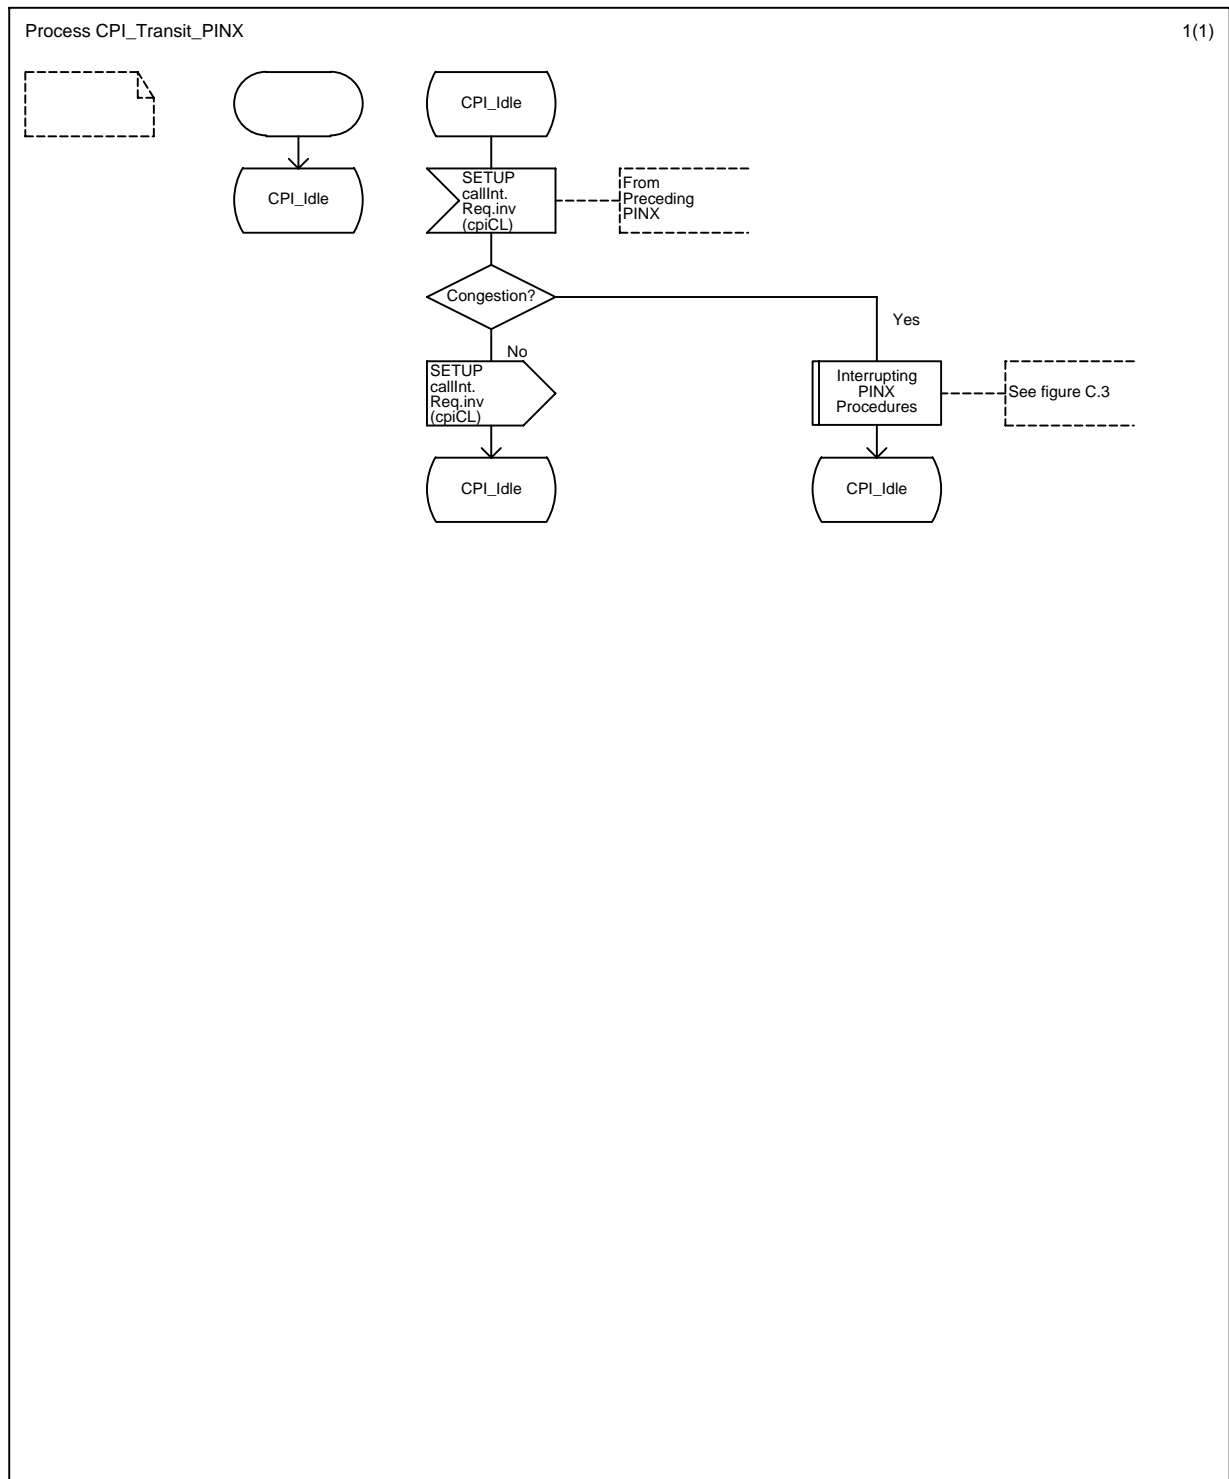 Process CPI_Transit_PINX
1(1)
CPI_Idle
CPI_Idle
SETUP
callInt.
Req.inv
(cpiCL)
From
Preceding
PINX
Congestion?
Yes
No
SETUP
callInt.
Req.inv
(cpiCL)
Interrupting
PINX
Procedures
See figure C.3
CPI_Idle
CPI_Idle